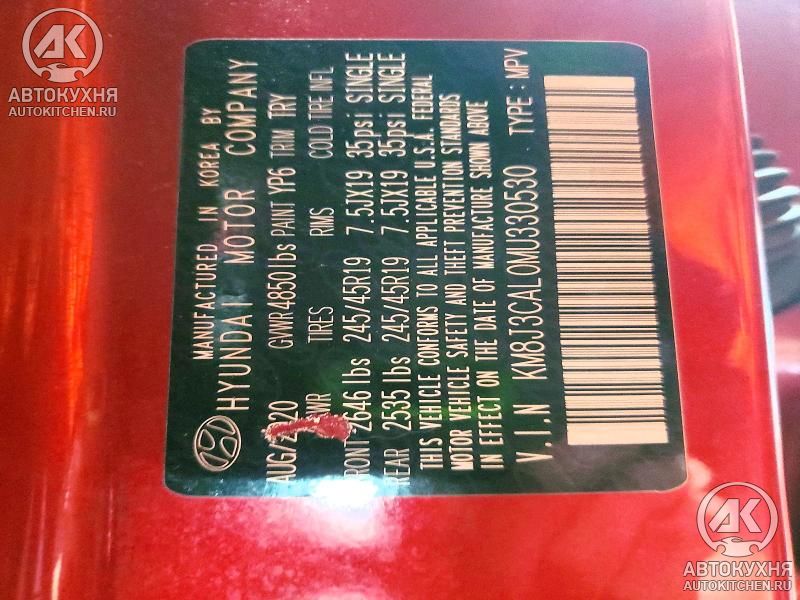 АВТОКУХНЯ
AUTOKITCHEN.RU
MANUFACTURED IN KOREA BY
HYUNDAI MOTOR COMPANY
AUG/ 20 GVWR4850lbs PAINT YP6 TRIM TRY
WR TIRES RIMS COLD TIRE INFL
FRONT 2646 lbs 245/45R19 7.5JX19 35psi SINGLE
REAR 2535 lbs 245/45R19 7.5JX19 35psi SINGLE
THIS VEHICLE CONFORMS TO ALL APPLICABLE U.S.A. FEDERAL
MOTOR VEHICLE SAFETY AND THEFT PREVENTION STANDARDS
IN EFFECT ON THE DATE OF MANUFACTURE SHOWN ABOVE
V.I.N KM8J3CAL0MU330530 TYPE : MPV
АВТОКУХНЯ
AUTOKITCHEN.RU